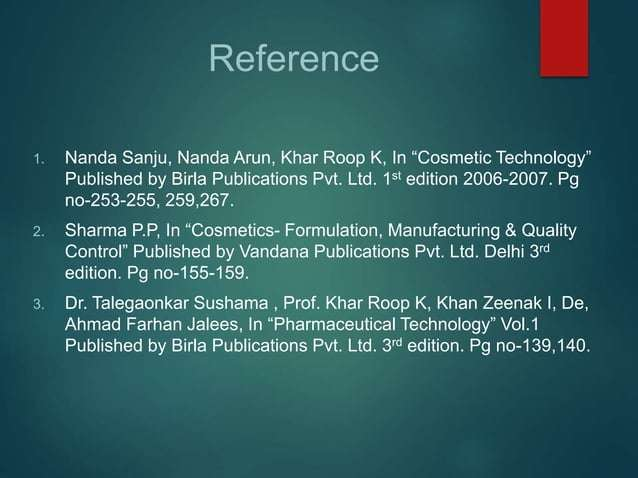 Reference
1. Nanda Sanju, Nanda Arun, Khar Roop K, In “Cosmetic Technology”
Published by Birla Publications Pvt. Ltd. 1st edition 2006-2007. Pg
no-253-255, 259,267.
2. Sharma P.P, In “Cosmetics- Formulation, Manufacturing & Quality
Control” Published by Vandana Publications Pvt. Ltd. Delhi 3rd
edition. Pg no-155-159.
3. Dr. Talegaonkar Sushama , Prof. Khar Roop K, Khan Zeenak I, De,
Ahmad Farhan Jalees, In “Pharmaceutical Technology” Vol.1
Published by Birla Publications Pvt. Ltd. 3rd edition. Pg no-139,140.